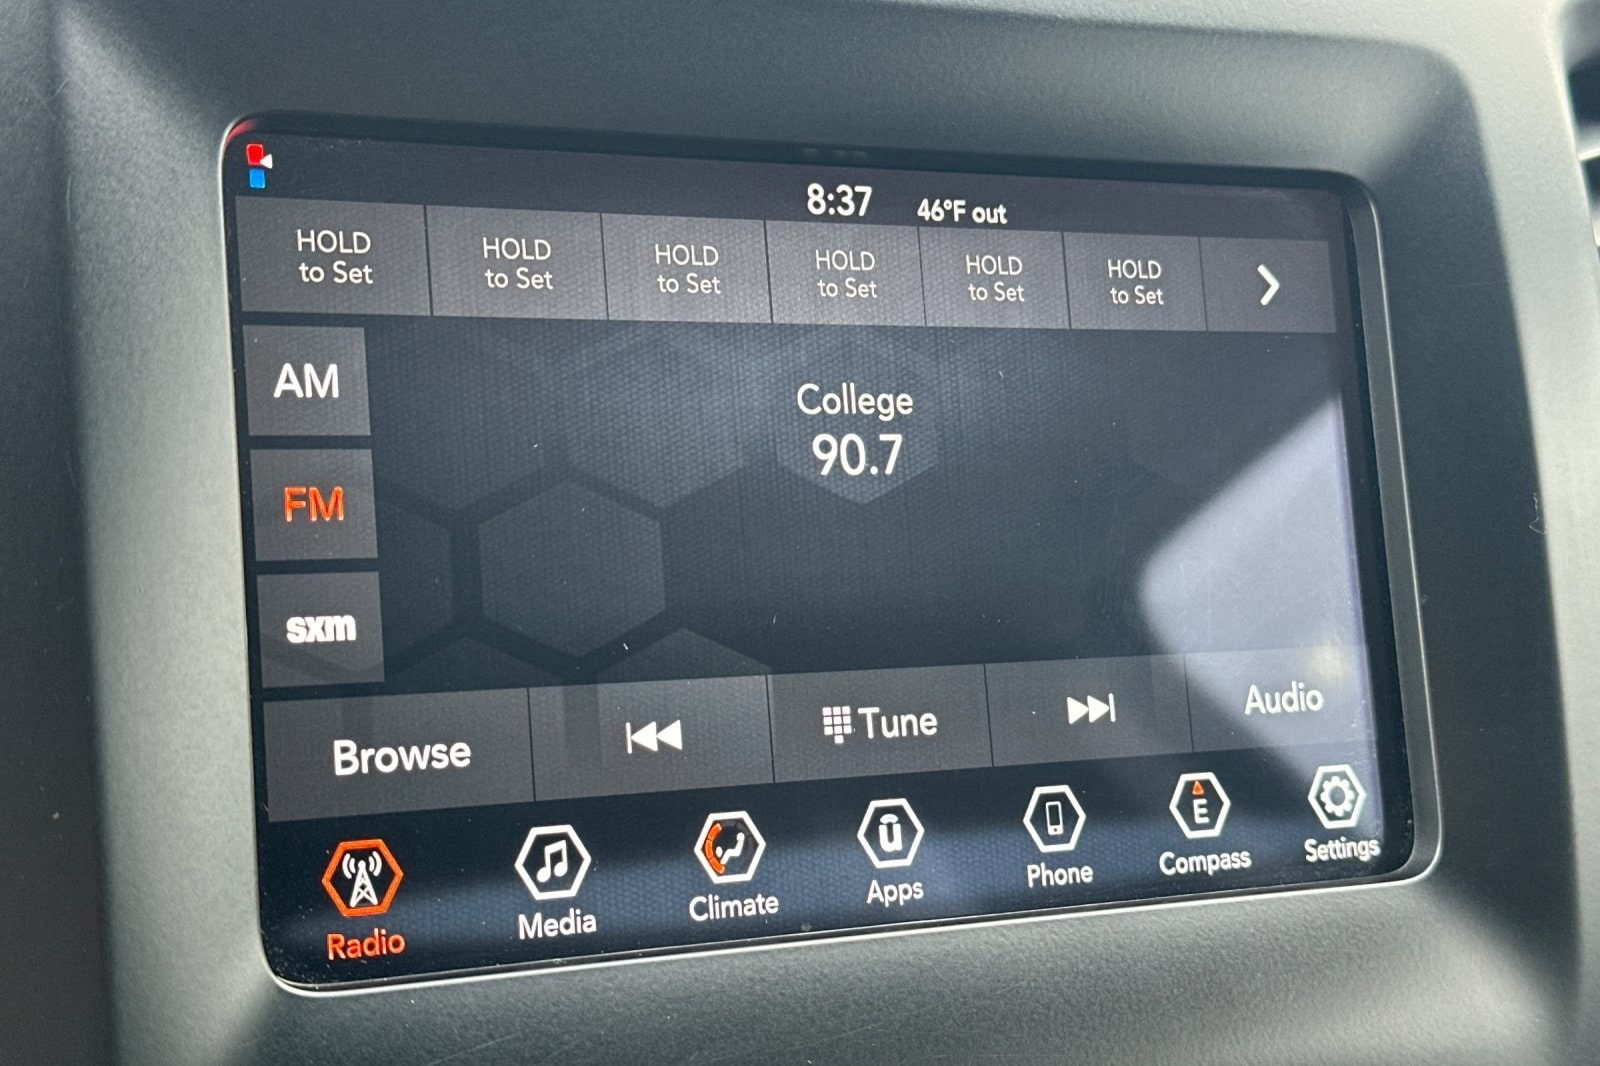 8:37 46°F out
HOLD
to Set
HOLD
to Set
HOLD
to Set
HOLD
to Set
HOLD
to Set
HOLD
to Set
AM
FM
sxm
College
90.7
Browse
Tune
Audio
Radio
Media
Climate
ū
Apps
Phone
E
Compass
Settings